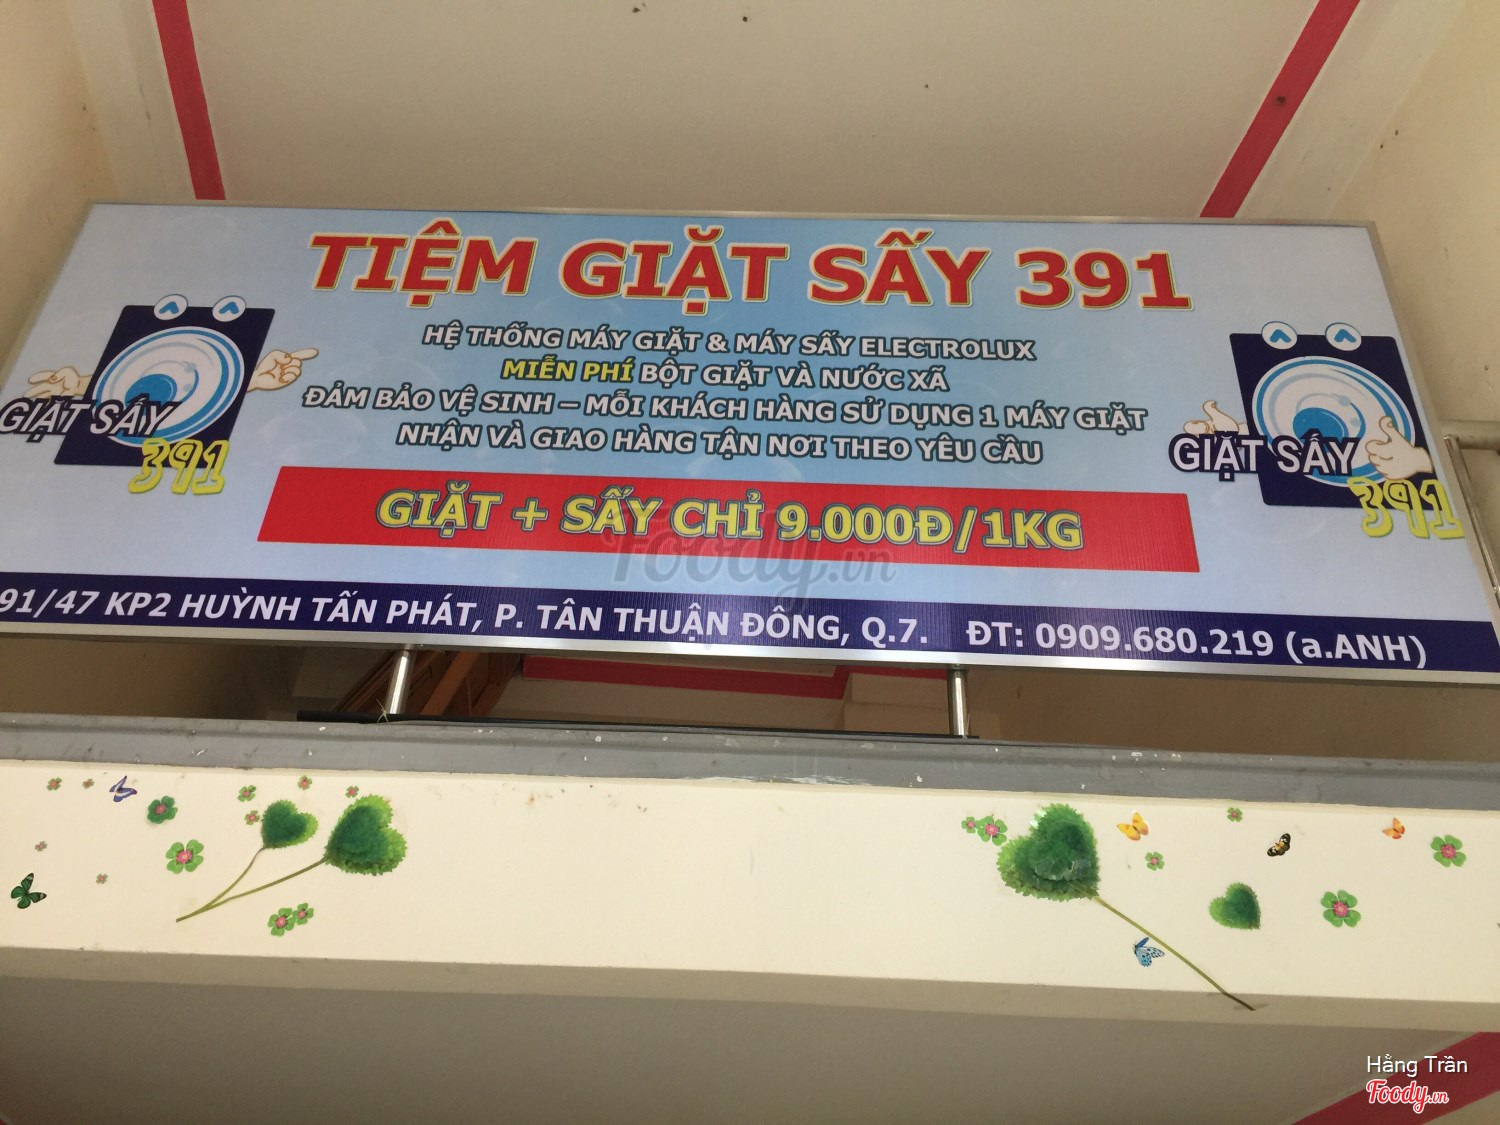 TIỆM GIẶT SẤY 391
HỆ THỐNG MÁY GIẶT & MÁY SẤY ELECTROLUX
MIỄN PHÍ BỘT GIẶT VÀ NƯỚC XÃ
ĐẢM BẢO VỆ SINH – MỖI KHÁCH HÀNG SỬ DỤNG 1 MÁY GIẶT
NHẬN VÀ GIAO HÀNG TẬN NƠI THEO YÊU CẦU
GIẶT SẤY
391
GIẶT SẤY
391
GIẶT + SẤY CHỈ 9.000Đ/1KG
91/47 KP2 HUỲNH TẤN PHÁT, P. TÂN THUẬN ĐÔNG, Q.7. ĐT: 0909.680.219 (a.ANH)
Foody.vn
Hằng Trần
Foody.vn